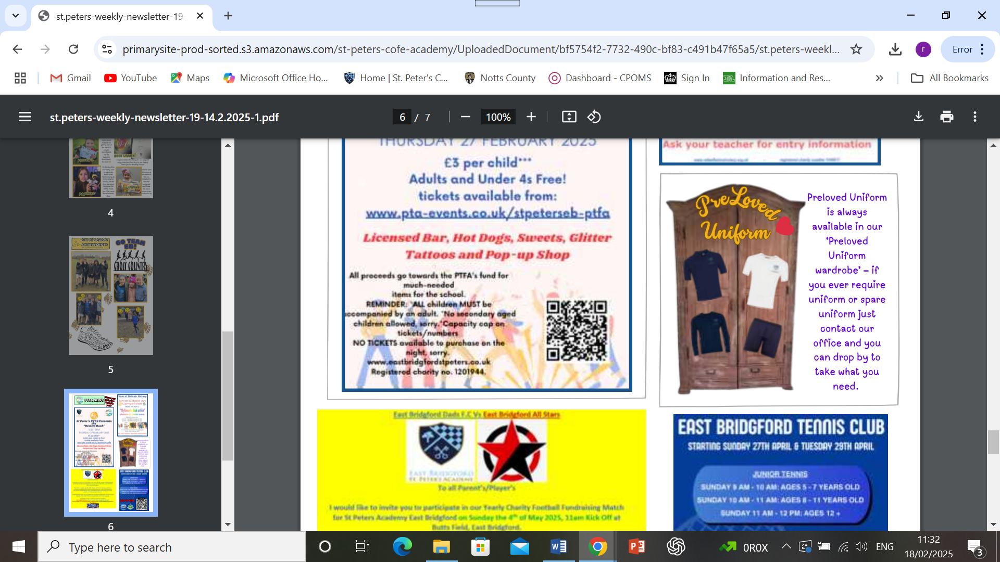 st.peters-weekly-newsletter-19-
primarysite-prod-sorted.s3.amazonaws.com/st-peters-cofe-academy/UploadedDocument/bf5754f2-7732-490c-bf83-c491b47f65a5/st.peters-weekl...
r
Error
Gmail
YouTube
Maps
Microsoft Office Ho...
Home | St. Peter's C...
Notts County
Dashboard - CPOMS
Sign In
Information and Res...
All Bookmarks
st.peters-weekly-newsletter-19-14.2.2025-1.pdf
6 / 7
100%
4
GO TEAM
EB!
ACHIEVEMENTS
CROSS COUNTRY
5
PTFA NEWS
St Peter's PTFA Presents
the
6
THURSDAY 27 FEBRUARY 2025
£3 per child***
Adults and Under 4s Free!
tickets available from:
www.pta-events.co.uk/stpeterseb-ptfa
Licensed Bar, Hot Dogs, Sweets, Glitter
Tattoos and Pop-up Shop
All proceeds go towards the PTFA's fund for
much-needed
items for the school.
REMINDER: *ALL children MUST be
accompanied by an adult. *No secondary aged
children allowed, sorry.*Capacity cap on
tickets/numbers
NO TICKETS available to purchase on the
night, sorry.
www.eastbridgfordstpeters.co.uk
Registered charity no. 1201944.
Ask your teacher for entry information
PreLoved
Uniform
Preloved Uniform
is always
available in our
'Preloved
Uniform
wardrobe' – if
you ever require
uniform or spare
uniform just
contact our
office and you
can drop by to
take what you
need.
East Bridgford Dads F.C Vs East Bridgford All Stars
EAST BRIDGFORD
ST. PETER'S ACADEMY
To all Parent's/Player's
I would like to invite you to participate in our Yearly Charity Football Fundraising Match
for St Peters Academy East Bridgford on Sunday the 4th of May 2025, 11am Kick Off at
Butts Field, East Bridgford.
EAST BRIDGFORD TENNIS CLUB
STARTING SUNDAY 27TH APRIL & TUESDAY 29TH APRIL
JUNIOR TENNIS
SUNDAY 9 AM - 10 AM: AGES 5 - 7 YEARS OLD
SUNDAY 10 AM - 11 AM: AGES 8 - 11 YEARS OLD
SUNDAY 11 AM - 12 PM: AGES 12 +
Type here to search
0R0X
ENG
11:32
18/02/2025
3